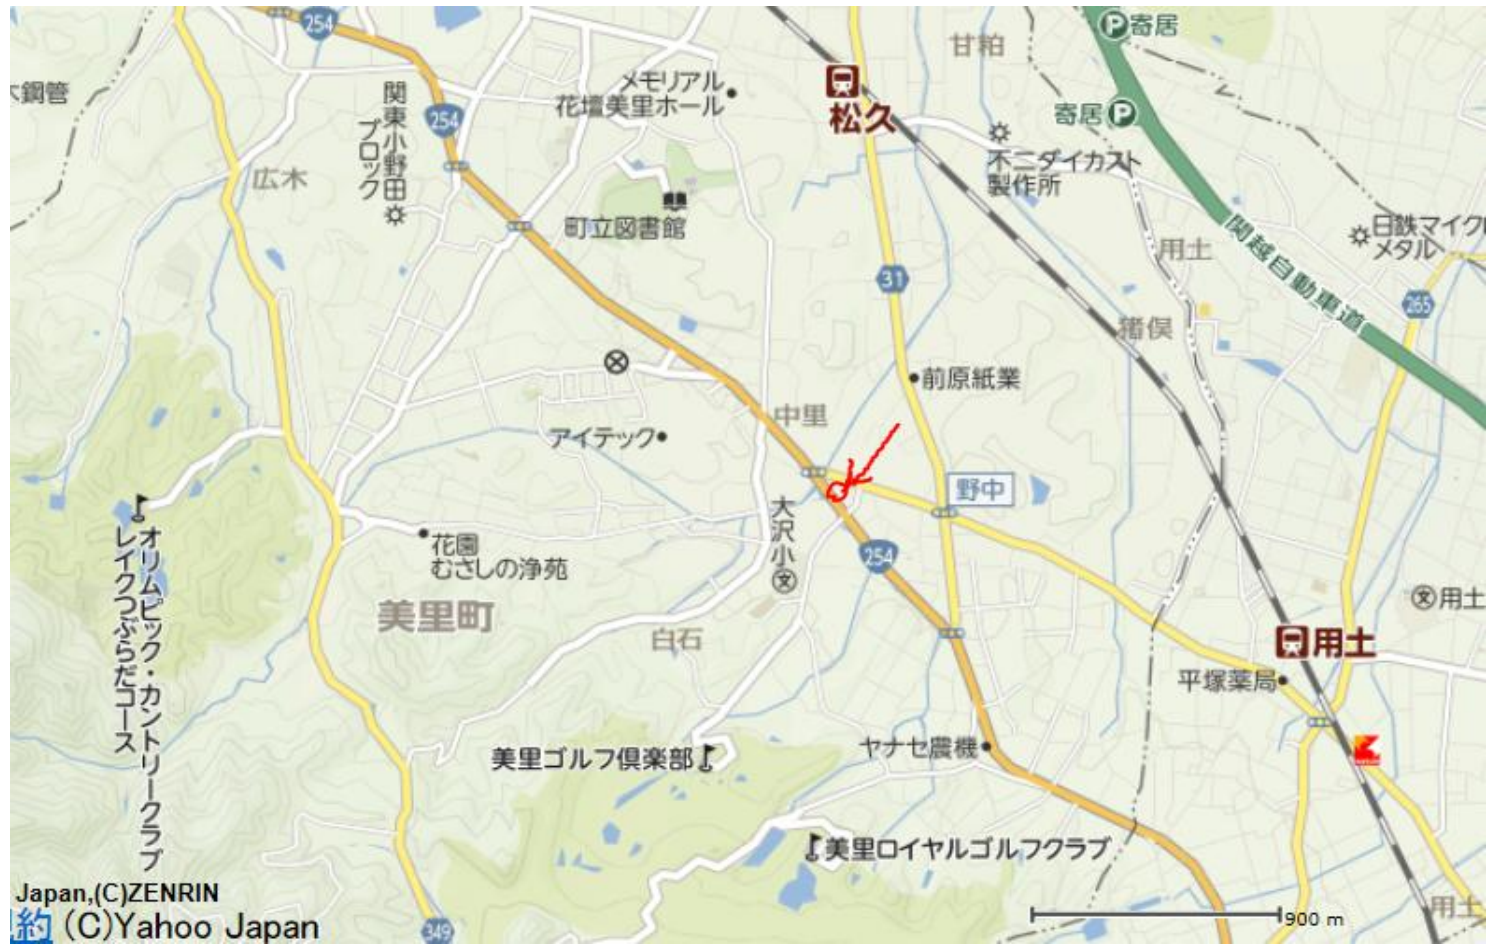 254
寄居
甘粕
木鋼管
メモリアル
花壇美里ホール
松久
寄居
254
関東小野田
ブロック
広木
不二ダイカスト
製作所
町立図書館
用土
関越自動車道
日鉄マイク
メタル
31
265
猪俣
前原紙業
中里
アイテック
野中
大沢小
文
オリムピック・カントリークラブ
レイクつぶらだコース
花園
むさしの浄苑
254
美里町
白石
文用土
用土
平塚薬局
美里ゴルフ倶楽部
ヤナセ農機
美里ロイヤルゴルフクラブ
Japan,(C)ZENRIN
約 (C)Yahoo Japan
349
900 m
用土